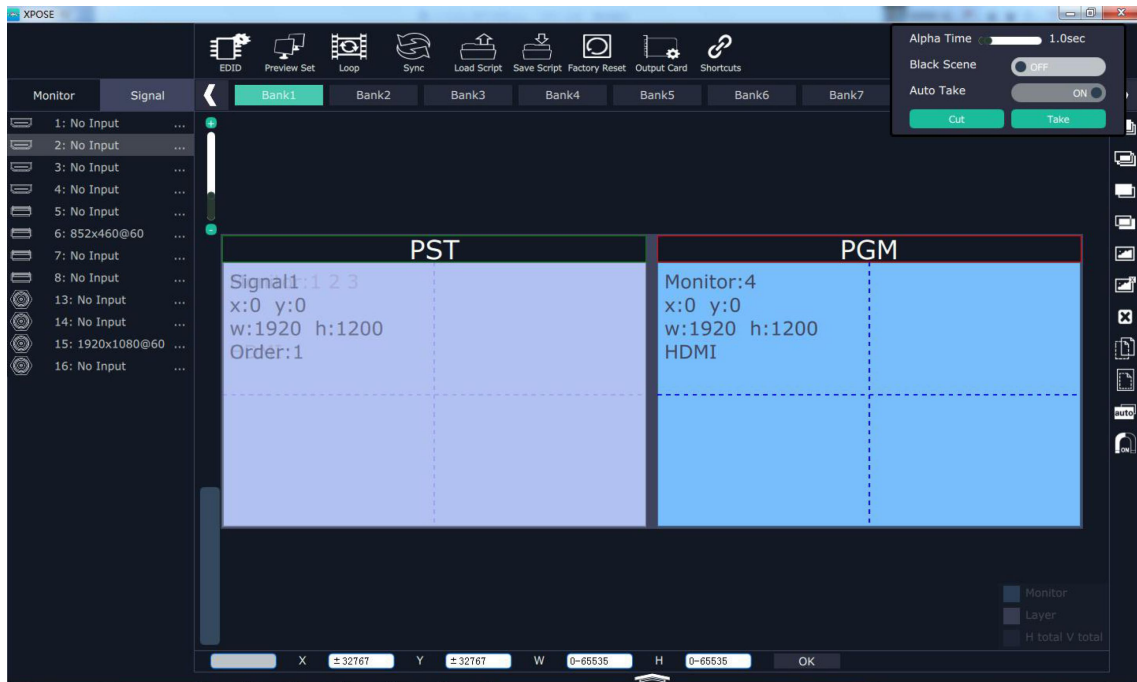 XPOSE
Alpha Time 1.0sec
Black Scene OFF
Auto Take ON
Cut Take
EDID Preview Set Loop Sync Load Script Save Script Factory Reset Output Card Shortcuts
Monitor Signal
Bank1 Bank2 Bank3 Bank4 Bank5 Bank6 Bank7
1: No Input ...
2: No Input ...
3: No Input ...
4: No Input ...
5: No Input ...
6: 852x460@60 ...
7: No Input ...
8: No Input ...
13: No Input ...
14: No Input ...
15: 1920x1080@60 ...
16: No Input ...
PST
Signal1
x:0 y:0
w:1920 h:1200
Order:1
PGM
Monitor:4
x:0 y:0
w:1920 h:1200
HDMI
auto
ON
Monitor
Layer
H total V total
X ±32767 Y ±32767 W 0~65535 H 0~65535 OK